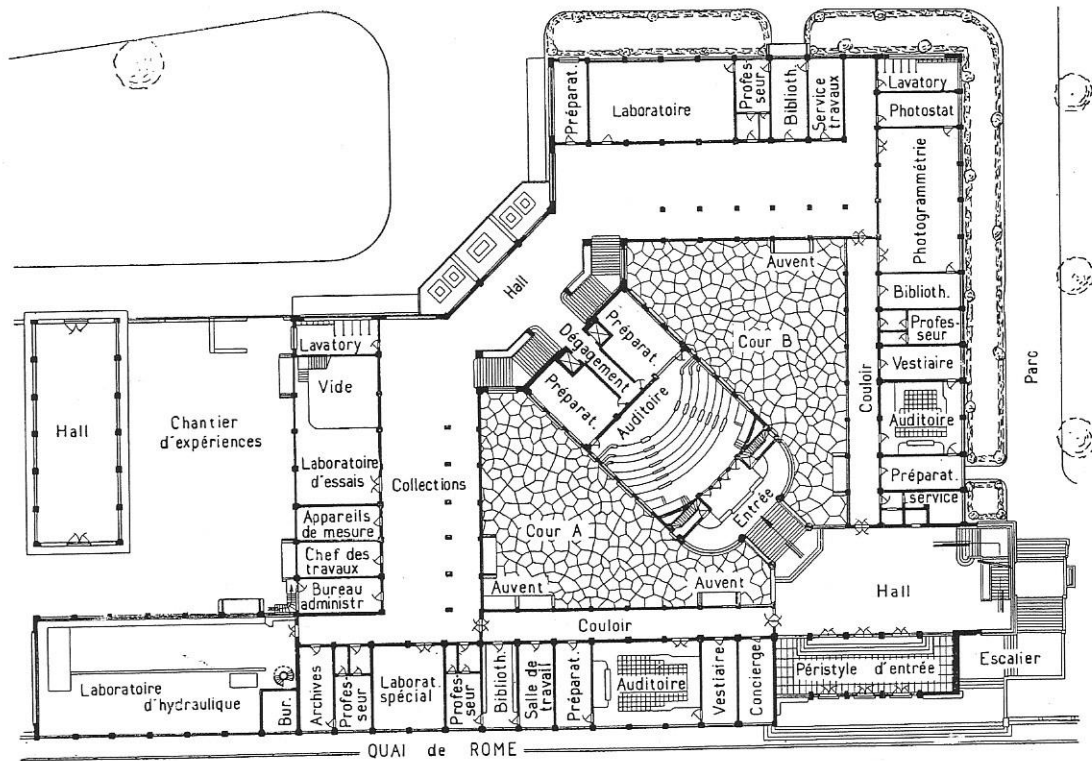 Préparat.
Laboratoire
Profes-
seur
Biblioth.
Service
travaux
Lavatory
Photostat
Photogrammétrie
Auvent
Hall
Biblioth.
Profes-
seur
Vestiaire
Auditoire
Préparat.
service
Couloir
Parc
Cour B
Préparat.
Dégagement
Préparat.
Auditoire
Entrée
Lavatory
Vide
Hall
Chantier
d'expériences
Laboratoire
d'essais
Collections
Appareils
de mesure
Chef des
travaux
Bureau
administr
Cour A
Auvent
Auvent
Hall
Couloir
Laboratoire
d'hydraulique
Bur.
Archives
Profes-
seur
Laborat.
spécial
Profes-
seur
Biblioth.
Salle de
travail
Préparat.
Auditoire
Vestiaire
Concierge
Péristyle d'entrée
Escalier
QUAI de ROME